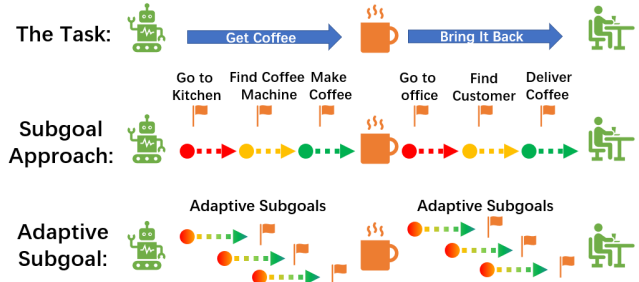 The Task:
Get Coffee
Bring It Back
Go to
Kitchen
Find Coffee
Machine
Make
Coffee
Go to
office
Find
Customer
Deliver
Coffee
Subgoal
Approach:
Adaptive
Subgoal:
Adaptive Subgoals
Adaptive Subgoals